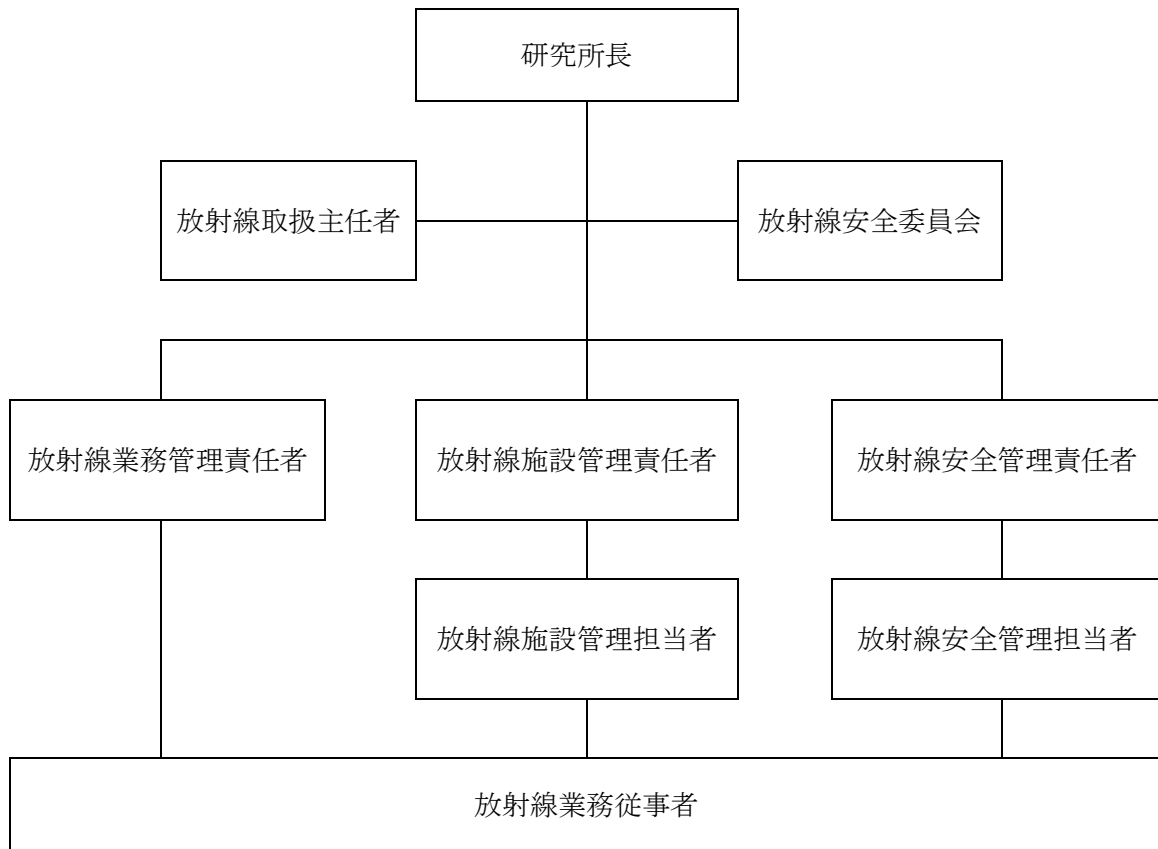 研究所長
放射線取扱主任者
放射線安全委員会
放射線業務管理責任者
放射線施設管理責任者
放射線安全管理責任者
放射線施設管理担当者
放射線安全管理担当者
放射線業務従事者